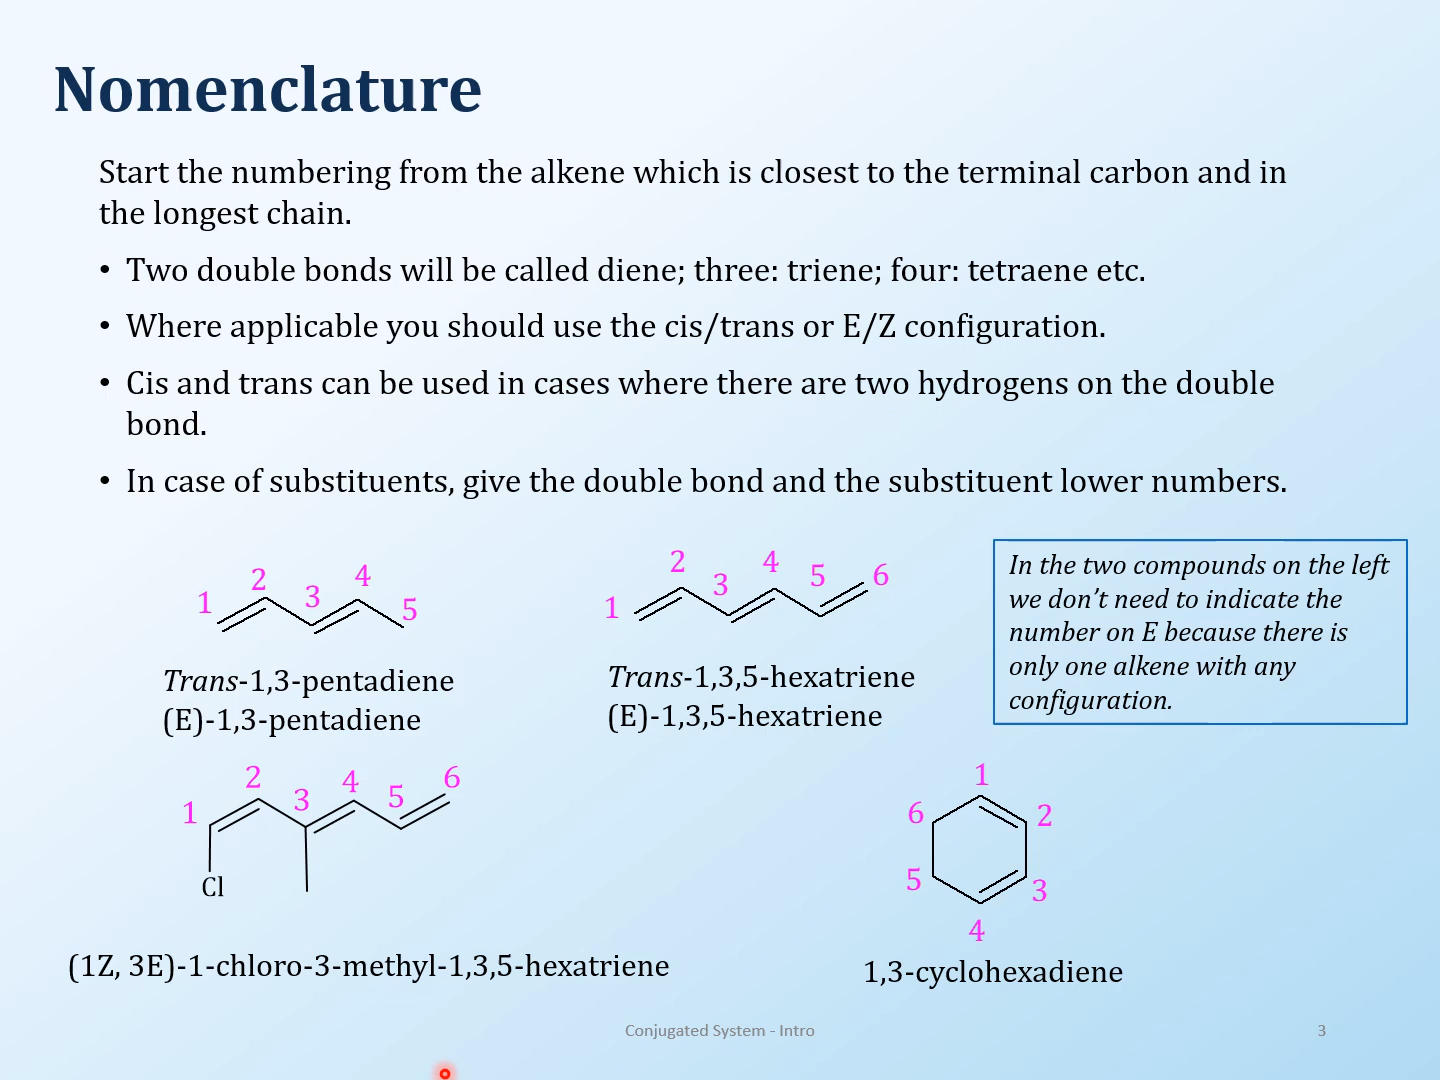 Nomenclature
Start the numbering from the alkene which is closest to the terminal carbon and in
the longest chain.
• Two double bonds will be called diene; three: triene; four: tetraene etc.
• Where applicable you should use the cis/trans or E/Z configuration.
• Cis and trans can be used in cases where there are two hydrogens on the double
bond.
• In case of substituents, give the double bond and the substituent lower numbers.
1 2 3 4 5
Trans-1,3-pentadiene
(E)-1,3-pentadiene
1 2 3 4 5 6
Trans-1,3,5-hexatriene
(E)-1,3,5-hexatriene
In the two compounds on the left
we don’t need to indicate the
number on E because there is
only one alkene with any
configuration.
1 2 3 4 5 6
Cl
(1Z, 3E)-1-chloro-3-methyl-1,3,5-hexatriene
1
6 2
5 3
4
1,3-cyclohexadiene
Conjugated System - Intro
3